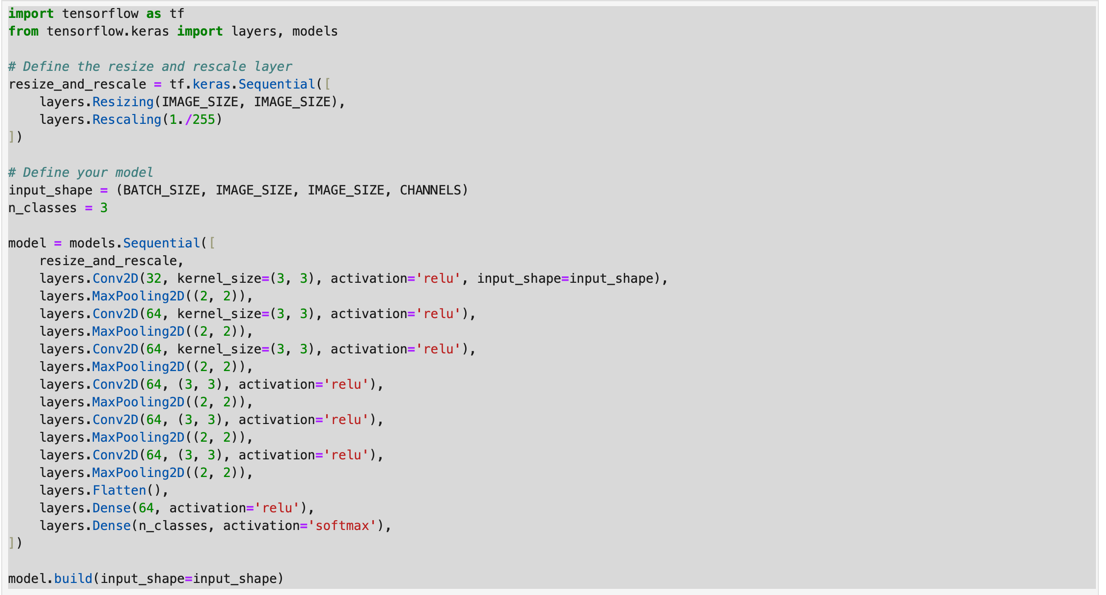 import tensorflow as tf
from tensorflow.keras import layers, models

# Define the resize and rescale layer
resize_and_rescale = tf.keras.Sequential([
    layers.Resizing(IMAGE_SIZE, IMAGE_SIZE),
    layers.Rescaling(1./255)
])

# Define your model
input_shape = (BATCH_SIZE, IMAGE_SIZE, IMAGE_SIZE, CHANNELS)
n_classes = 3

model = models.Sequential([
    resize_and_rescale,
    layers.Conv2D(32, kernel_size=(3, 3), activation='relu', input_shape=input_shape),
    layers.MaxPooling2D((2, 2)),
    layers.Conv2D(64, kernel_size=(3, 3), activation='relu'),
    layers.MaxPooling2D((2, 2)),
    layers.Conv2D(64, kernel_size=(3, 3), activation='relu'),
    layers.MaxPooling2D((2, 2)),
    layers.Conv2D(64, (3, 3), activation='relu'),
    layers.MaxPooling2D((2, 2)),
    layers.Conv2D(64, (3, 3), activation='relu'),
    layers.MaxPooling2D((2, 2)),
    layers.Conv2D(64, (3, 3), activation='relu'),
    layers.MaxPooling2D((2, 2)),
    layers.Flatten(),
    layers.Dense(64, activation='relu'),
    layers.Dense(n_classes, activation='softmax'),
])

model.build(input_shape=input_shape)